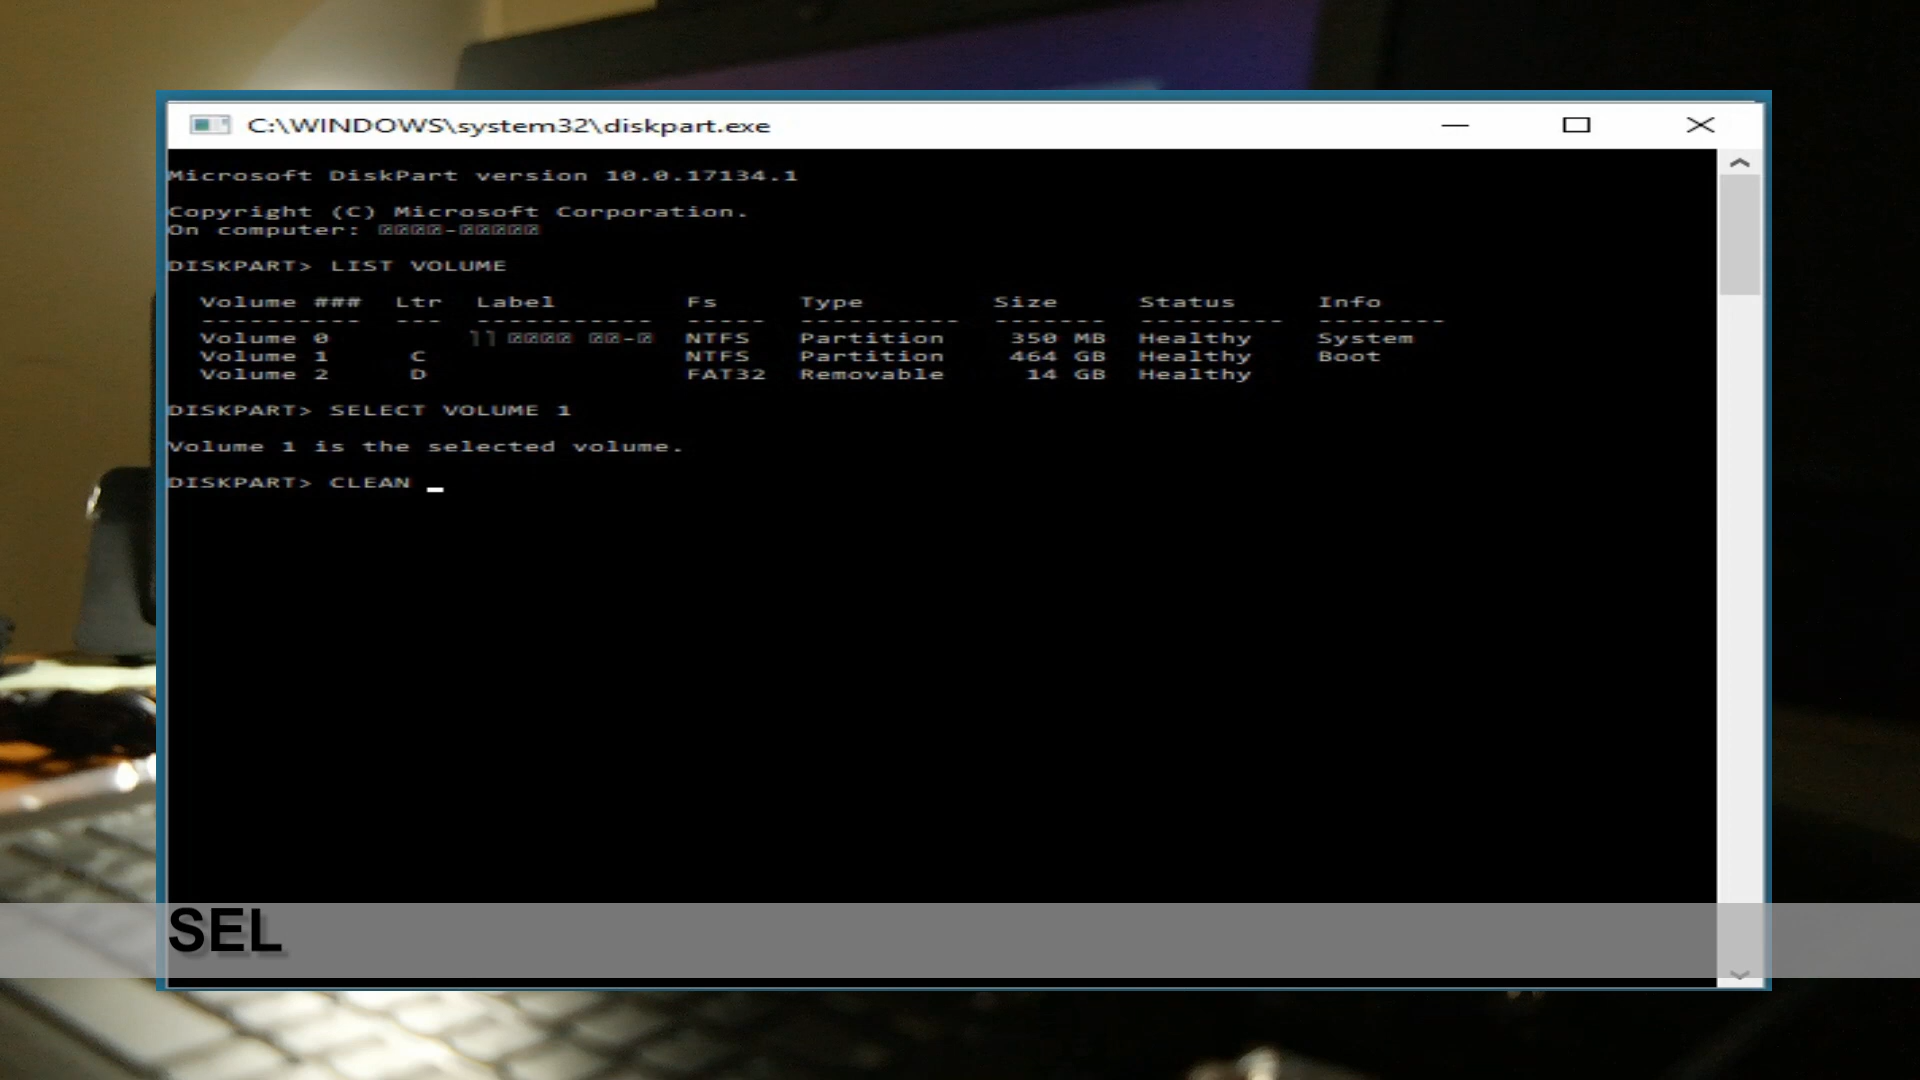 C:\WINDOWS\system32\diskpart.exe
Microsoft DiskPart version 10.0.17134.1
Copyright (C) Microsoft Corporation.
On computer:
DISKPART> LIST VOLUME
Volume ### Ltr Label Fs Type Size Status Info
---------- --- ----------- ----- ---------- ------- --------- --------
Volume 0 NTFS Partition 350 MB Healthy System
Volume 1 C NTFS Partition 464 GB Healthy Boot
Volume 2 D FAT32 Removable 14 GB Healthy
DISKPART> SELECT VOLUME 1
Volume 1 is the selected volume.
DISKPART> CLEAN _
SEL